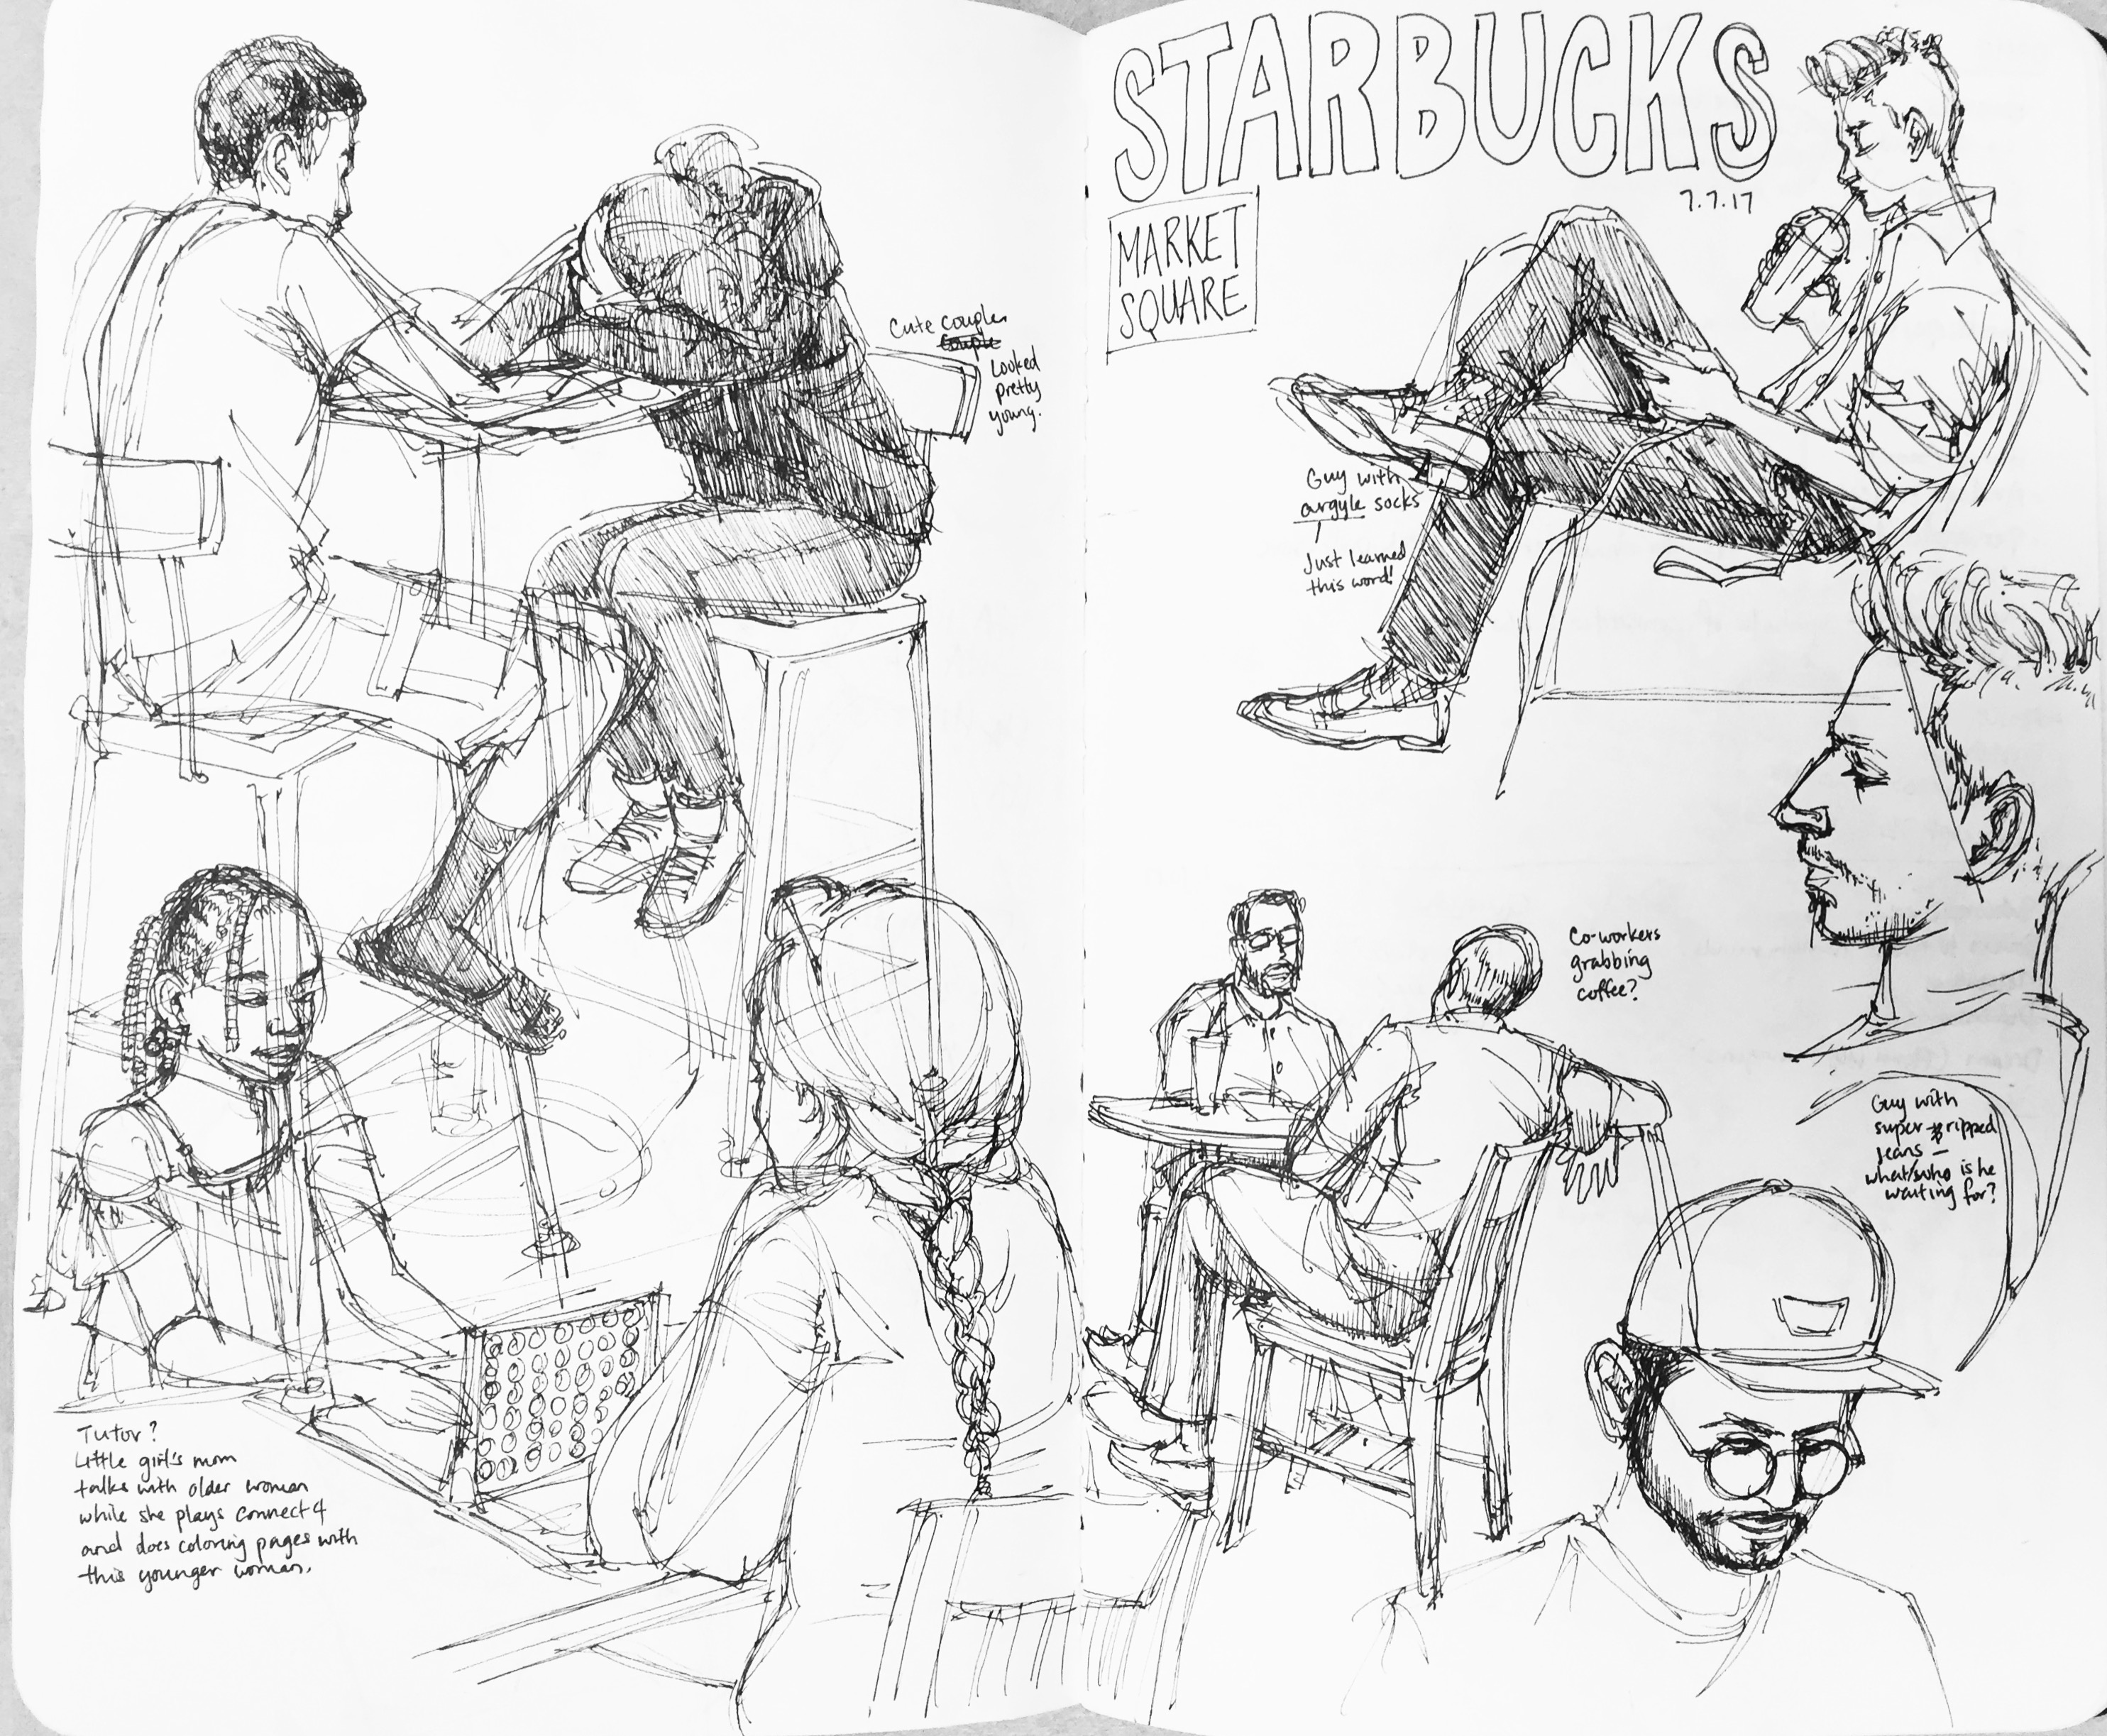 Cute couple
couple
Looked
pretty
young.
Tutor?
Little girl's mom
talks with older woman
while she plays connect 4
and does coloring pages with
this younger woman.
STARBUCKS
7.7.17
MARKET
SQUARE
Guy with
argyle socks
Just learned
this word!
Co-workers
grabbing
coffee?
Guy with
super ripped
jeans —
what/who is he
waiting for?